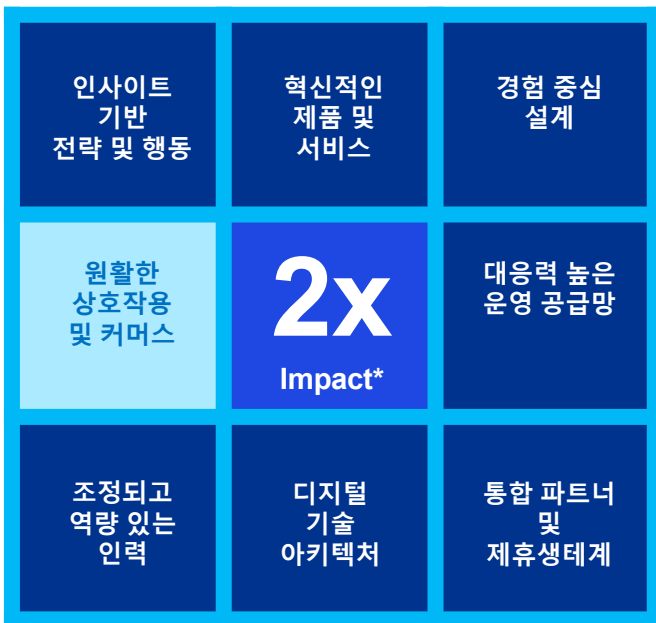 인사이트
기반
전략 및 행동
혁신적인
제품 및
서비스
경험 중심
설계
원활한
상호작용
및 커머스
2x
Impact*
대응력 높은
운영 공급망
조정되고
역량 있는
인력
디지털
기술
아키텍처
통합 파트너
및
제휴생태계